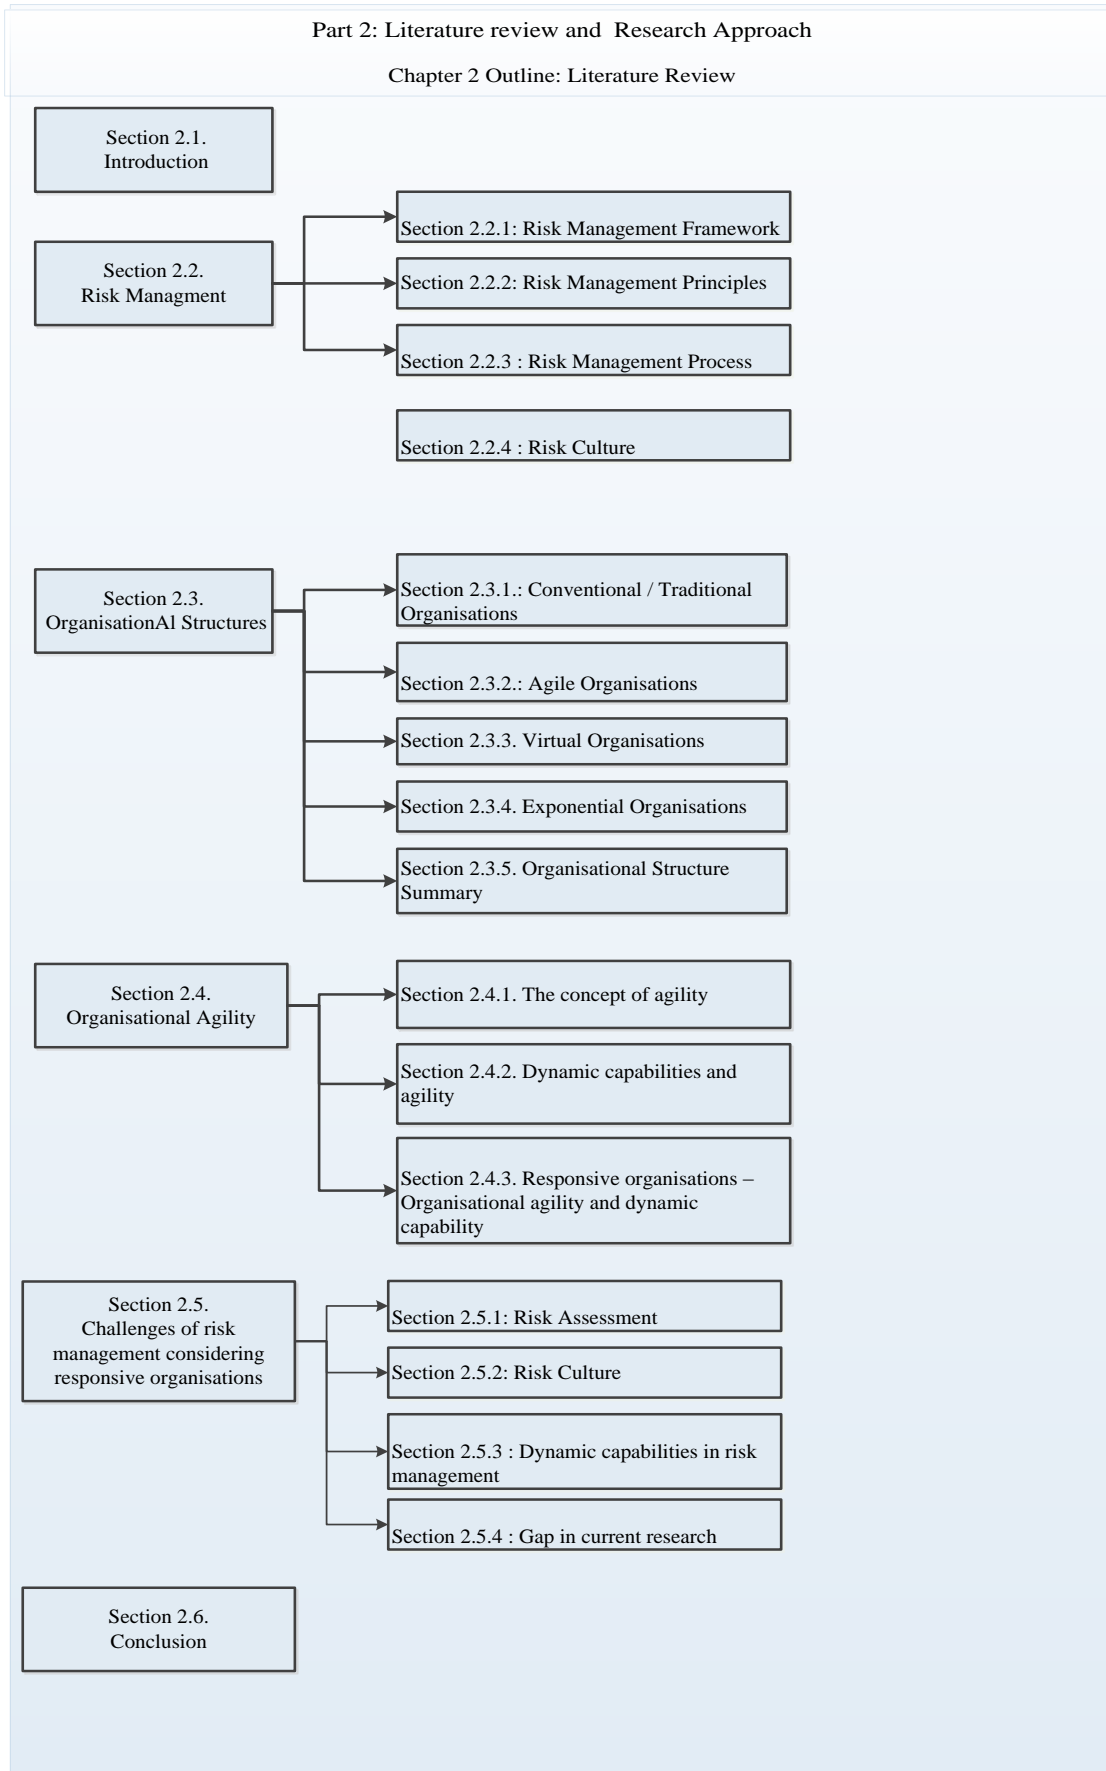 Part 2: Literature review and  Research Approach
Chapter 2 Outline: Literature Review
Section 2.1.
Introduction
Section 2.2.
Risk Managment
Section 2.2.1: Risk Management Framework
Section 2.2.2: Risk Management Principles
Section 2.2.3 : Risk Management Process
Section 2.2.4 : Risk Culture
Section 2.3.
OrganisationAl Structures
Section 2.3.1.: Conventional / Traditional
Organisations
Section 2.3.2.: Agile Organisations
Section 2.3.3. Virtual Organisations
Section 2.3.4. Exponential Organisations
Section 2.3.5. Organisational Structure
Summary
Section 2.4.
Organisational Agility
Section 2.4.1. The concept of agility
Section 2.4.2. Dynamic capabilities and
agility
Section 2.4.3. Responsive organisations –
Organisational agility and dynamic
capability
Section 2.5.
Challenges of risk
management considering
responsive organisations
Section 2.5.1: Risk Assessment
Section 2.5.2: Risk Culture
Section 2.5.3 : Dynamic capabilities in risk
management
Section 2.5.4 : Gap in current research
Section 2.6.
Conclusion